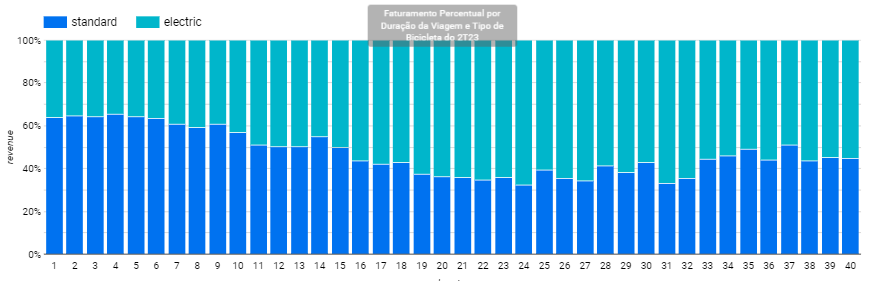 standard electric
Faturamento Percentual por
Duração da Viagem e Tipo de
Bicicleta do 2T23
100%
80%
60%
40%
20%
0%
revenue
1 2 3 4 5 6 7 8 9 10 11 12 13 14 15 16 17 18 19 20 21 22 23 24 25 26 27 28 29 30 31 32 33 34 35 36 37 38 39 40